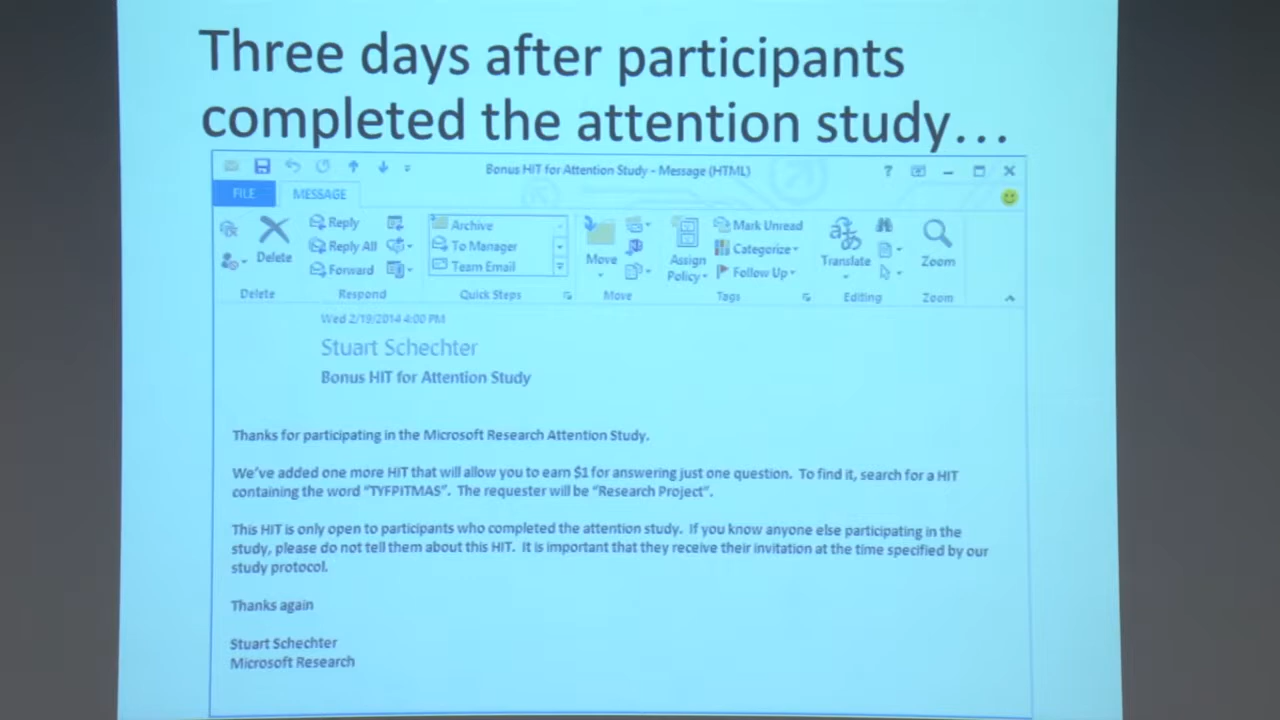 Three days after participants
completed the attention study…
Bonus HIT for Attention Study - Message (HTML)
FILE MESSAGE
Delete
Reply
Reply All
Forward
Archive
To Manager
Team Email
Move
Assign
Policy
Mark Unread
Categorize
Follow Up
Translate
Zoom
Delete Respond Quick Steps Move Tags Editing Zoom
Wed 2/19/2014 4:00 PM
Stuart Schechter
Bonus HIT for Attention Study
Thanks for participating in the Microsoft Research Attention Study.
We've added one more HIT that will allow you to earn $1 for answering just one question.  To find it, search for a HIT
containing the word “TYFPITMAS”.  The requester will be “Research Project”.
This HIT is only open to participants who completed the attention study.  If you know anyone else participating in the
study, please do not tell them about this HIT.  It is important that they receive their invitation at the time specified by our
study protocol.
Thanks again
Stuart Schechter
Microsoft Research